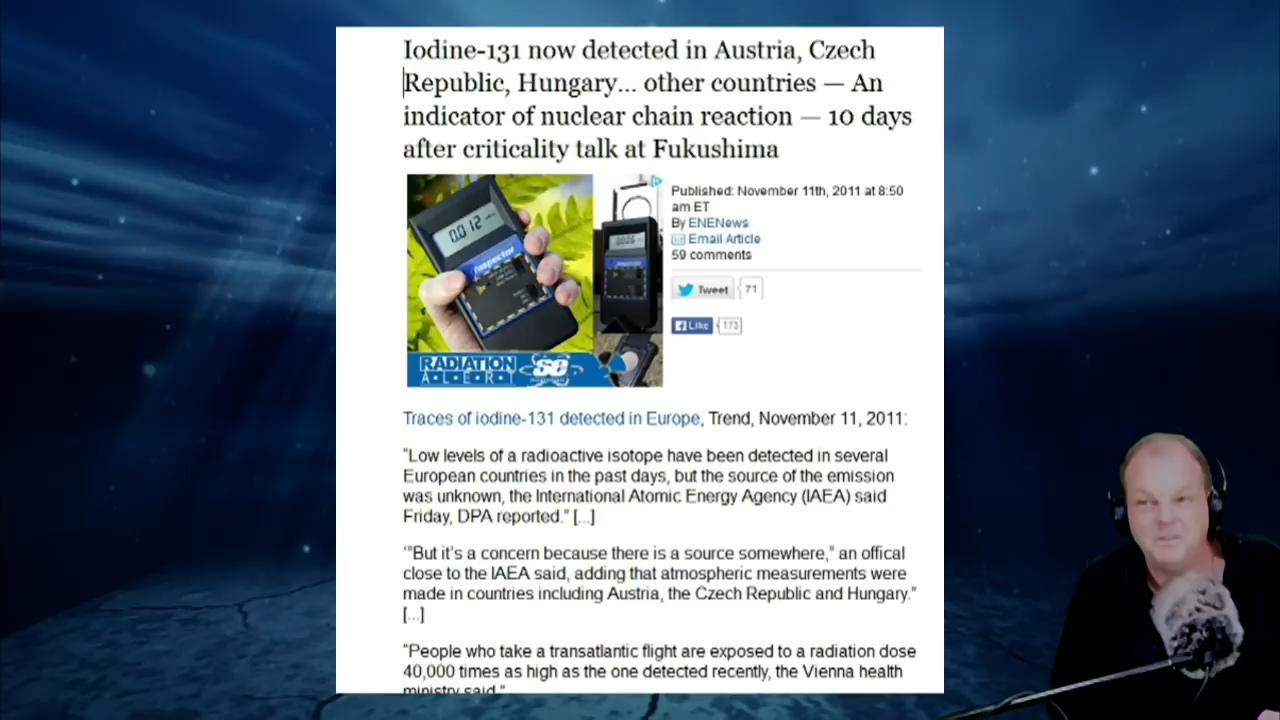 Iodine-131 now detected in Austria, Czech
Republic, Hungary... other countries — An
indicator of nuclear chain reaction — 10 days
after criticality talk at Fukushima
0.012
Inspector
RADIATION
ALERT
se
Published: November 11th, 2011 at 8:50
am ET
By ENENews
Email Article
59 comments
Tweet 71
Like 173
Traces of iodine-131 detected in Europe, Trend, November 11, 2011:
“Low levels of a radioactive isotope have been detected in several
European countries in the past days, but the source of the emission
was unknown, the International Atomic Energy Agency (IAEA) said
Friday, DPA reported.” [...]
‘”But it’s a concern because there is a source somewhere,” an offical
close to the IAEA said, adding that atmospheric measurements were
made in countries including Austria, the Czech Republic and Hungary.”
[...]
“People who take a transatlantic flight are exposed to a radiation dose
40,000 times as high as the one detected recently, the Vienna health
ministry said.”